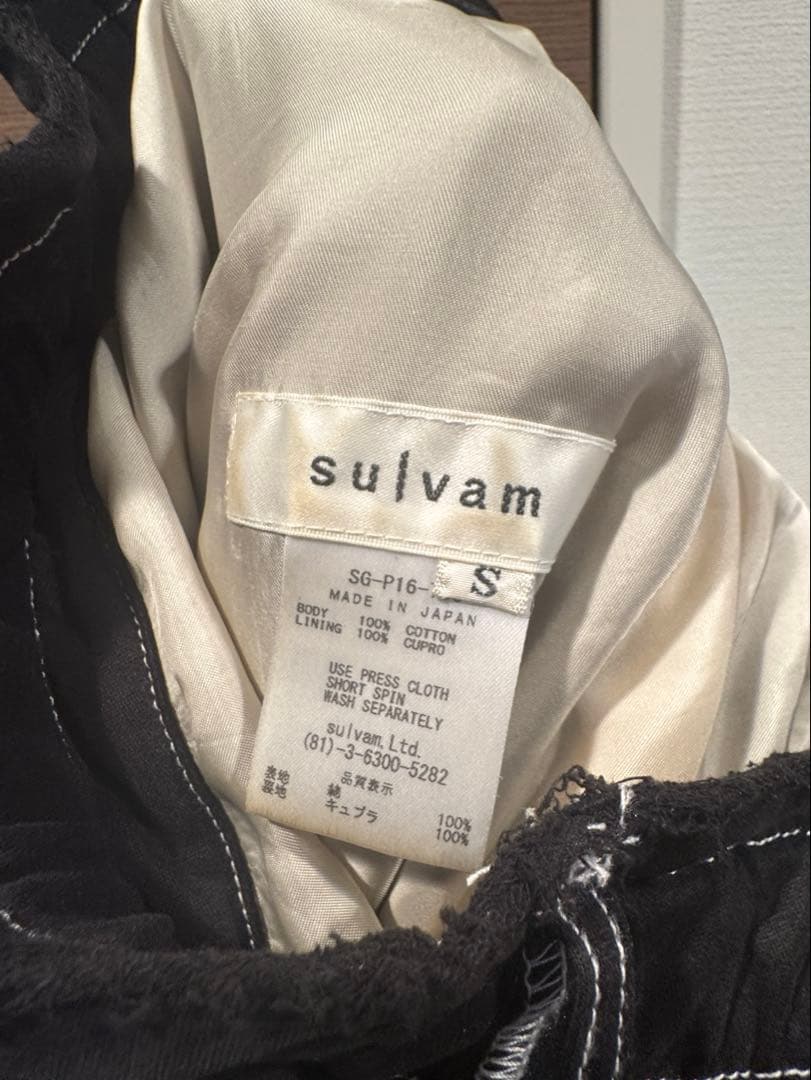 sulvam
S
SG-P16-
MADE IN JAPAN
BODY 100% COTTON
LINING 100% CUPRO
USE PRESS CLOTH
SHORT SPIN
WASH SEPARATELY
sulvam,Ltd.
(81)-3-6300-5282
品質表示
表地 綿 100%
裏地 キュプラ 100%